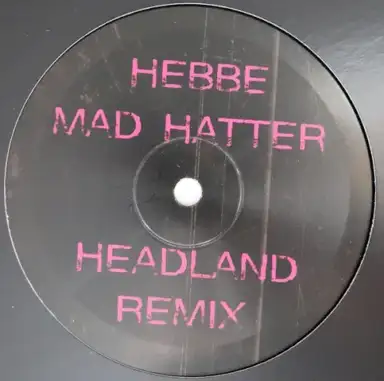 HEBBE
MAD HATTER
HEADLAND
REMIX